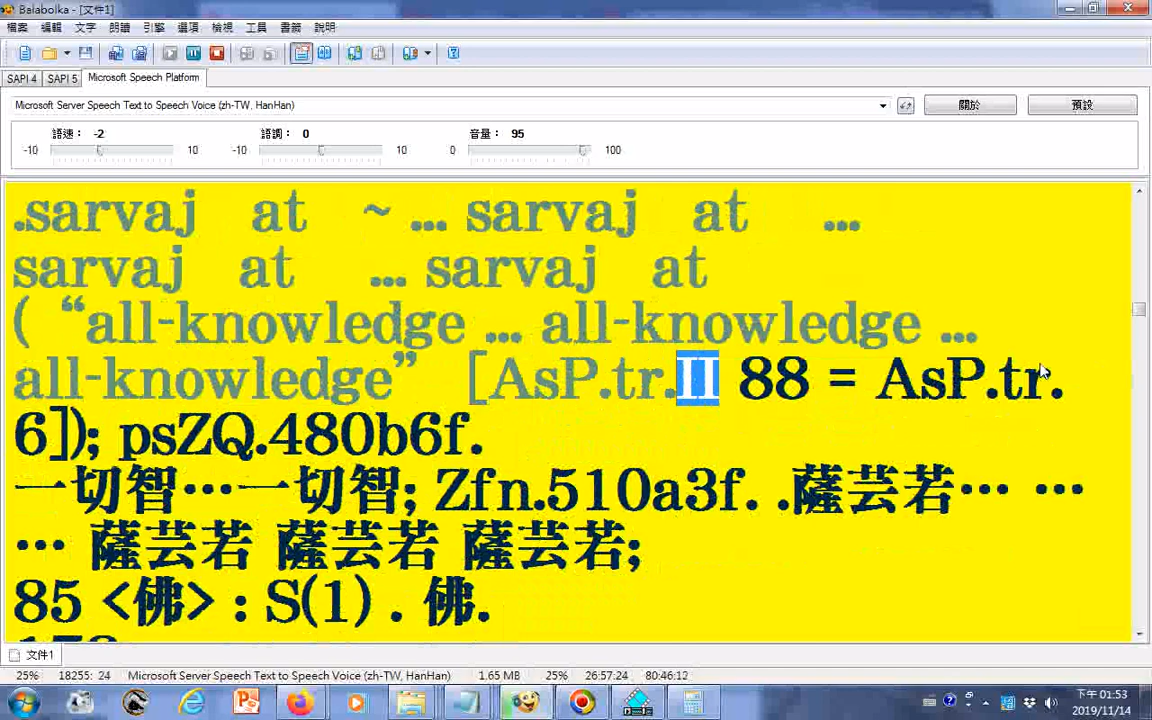 Balabolka - [文件1]
檔案 編輯 文字 朗讀 引擎 選項 檢視 工具 書籤 說明
SAPI 4 SAPI 5 Microsoft Speech Platform
Microsoft Server Speech Text to Speech Voice (zh-TW, HanHan) 關於 預設
語速： -2 語調： 0 音量： 95
-10 10 -10 10 0 100
.sarvaj at ~ ... sarvaj at ...
sarvaj at ... sarvaj at
( “all-knowledge ... all-knowledge ...
all-knowledge” [AsP.tr.II 88 = AsP.tr.
6]); psZQ.480b6f.
一切智…一切智; Zfn.510a3f. .薩芸若… …
… 薩芸若 薩芸若 薩芸若;
85 <佛> : S(1) . 佛.
文件1
25% 18255: 24 Microsoft Server Speech Text to Speech Voice (zh-TW, HanHan) 1.65 MB 25% 26:57:24 80:46:12
下午 01:53
2019/11/14